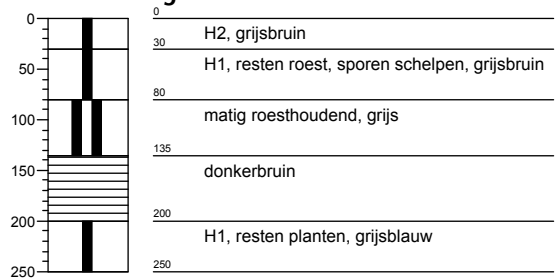 0
0
H2, grijsbruin
30
H1, resten roest, sporen schelpen, grijsbruin
50
80
100
matig roesthoudend, grijs
135
150
donkerbruin
200
200
H1, resten planten, grijsblauw
250
250